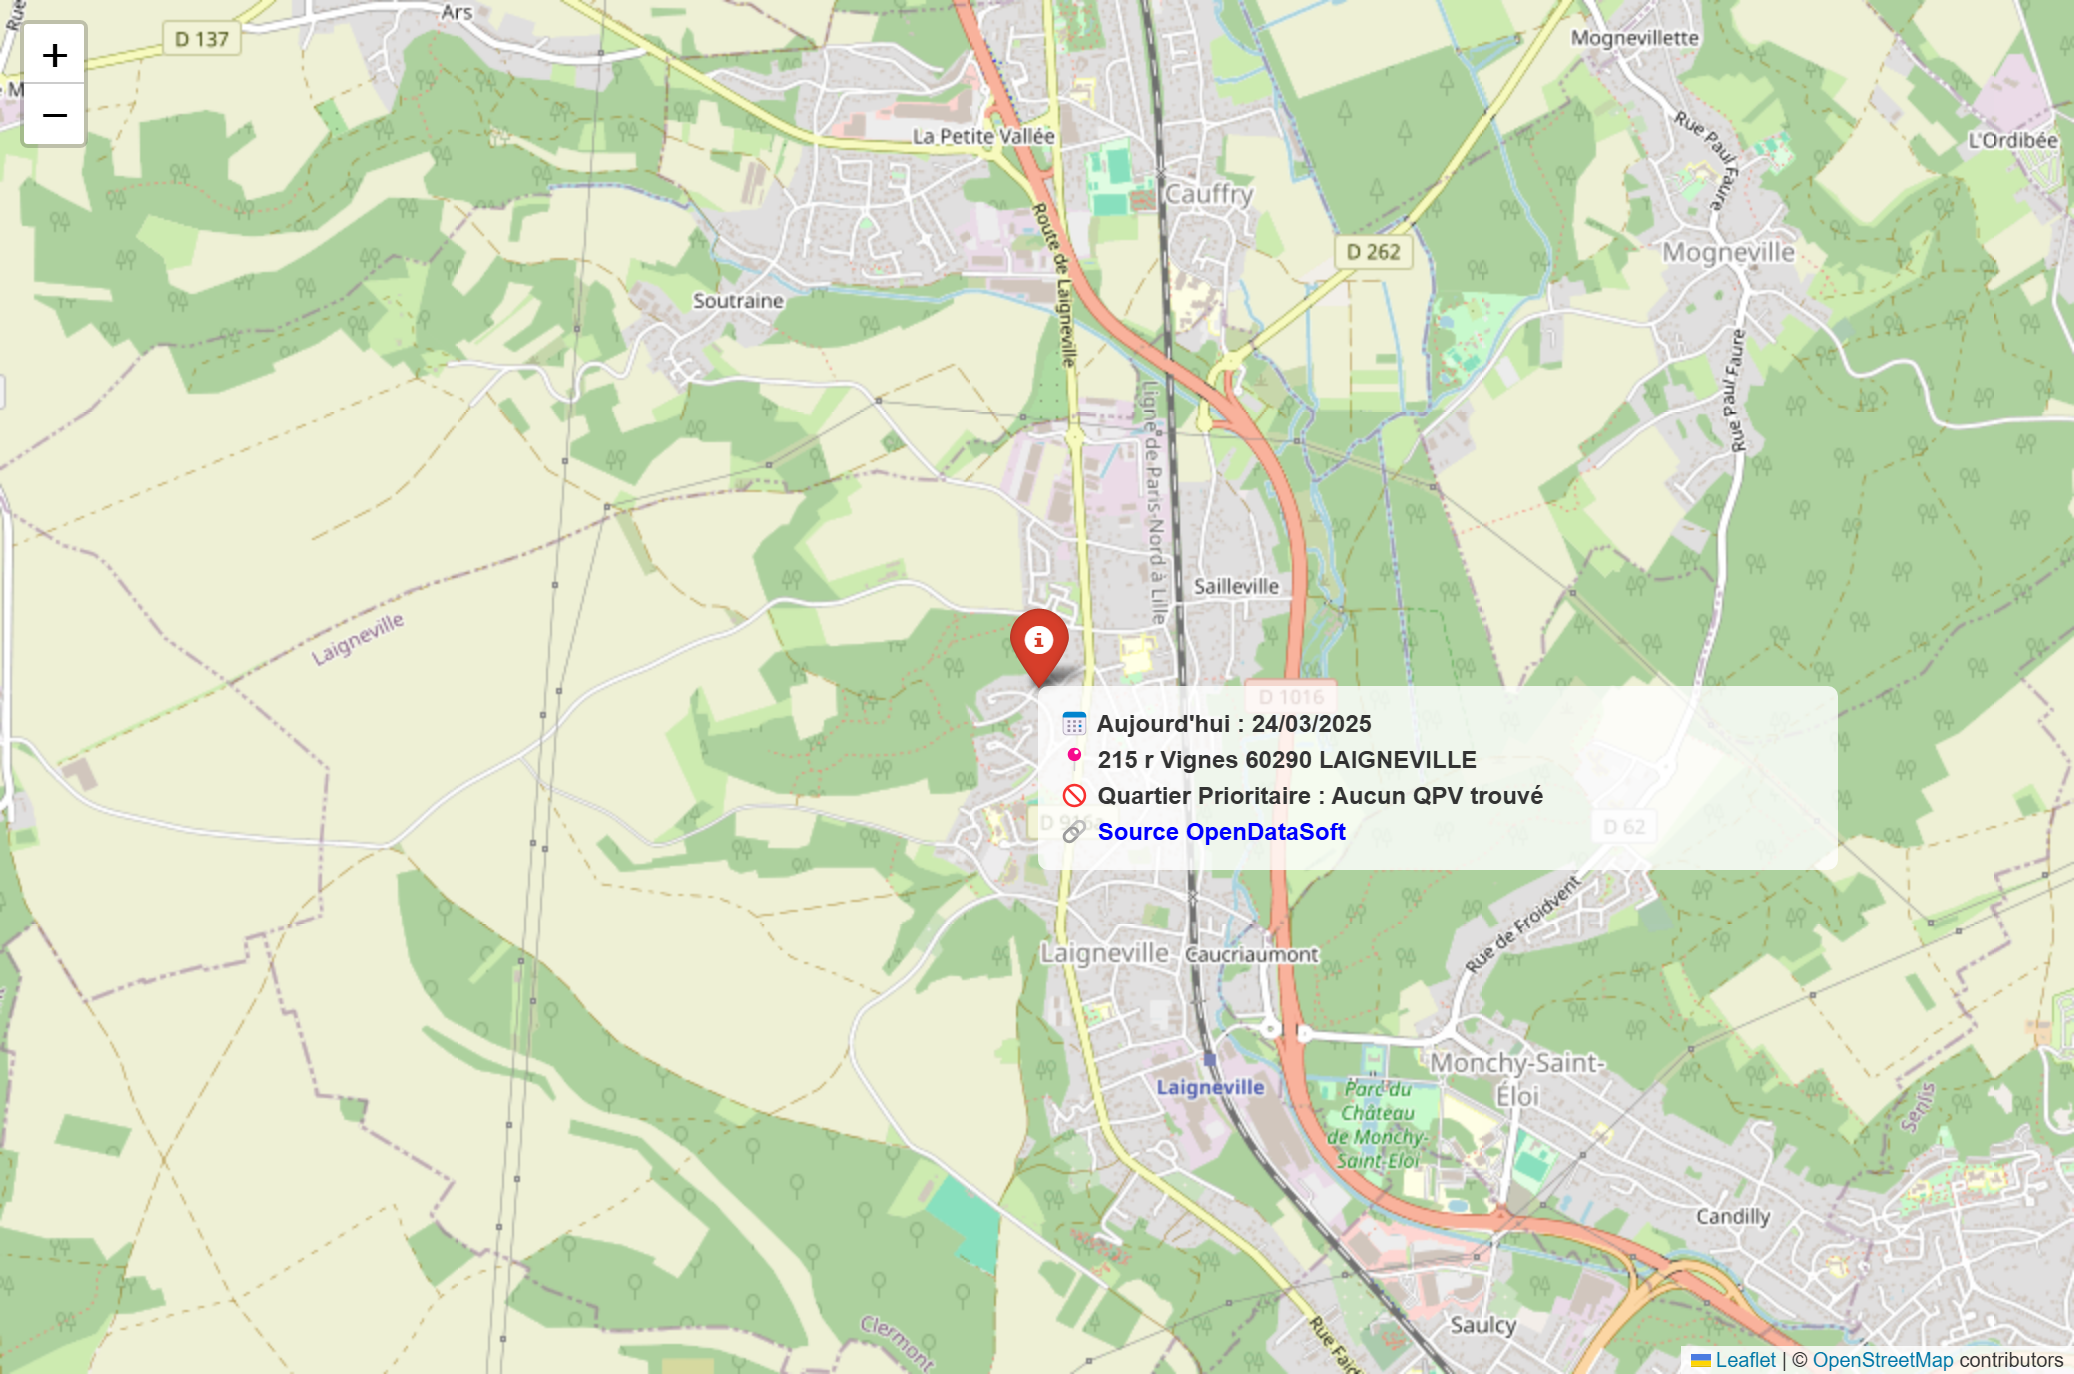 Ars
D 137
+
−
Mognevillette
La Petite Vallée
Rue Paul Faure
L'Ordibée
Cauffry
Route de Laigneville
D 262
Mogneville
Soutraine
Rue Paul Faure
Ligne de Paris-Nord à Lille
Sailleville
Laigneville
D 1016
Aujourd'hui : 24/03/2025
215 r Vignes 60290 LAIGNEVILLE
Quartier Prioritaire : Aucun QPV trouvé
Source OpenDataSoft
D 62
Rue de Froidvent
Laigneville
Caucriaumont
Monchy-Saint-
Éloi
Laigneville
Parc du
Château
de Monchy-
Saint-Eloi
Senlis
Candilly
Saulcy
Clermont
Leaflet | © OpenStreetMap contributors